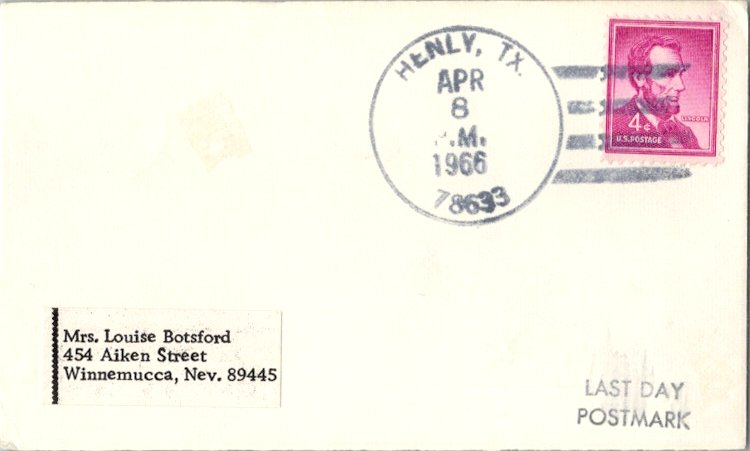 HENLY, TX.
APR
8
.M.
1966
78633
LINCOLN
4¢
U.S. POSTAGE
Mrs. Louise Botsford
454 Aiken Street
Winnemucca, Nev. 89445
LAST DAY
POSTMARK